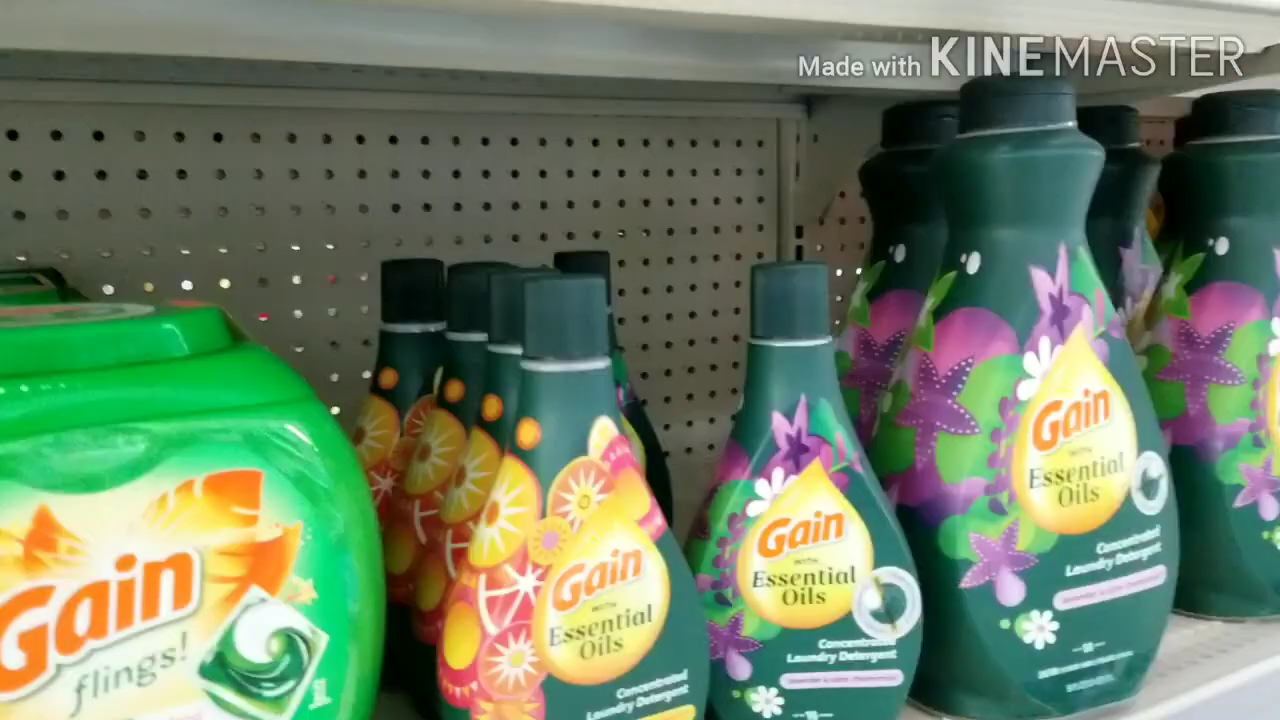 Made with KINEMASTER
Gain
flings!
Gain
WITH
Essential
Oils
Concentrated
Laundry Detergent
Gain
WITH
Essential
Oils
Concentrated
Laundry Detergent
Gain
WITH
Essential
Oils
Concentrated
Laundry Detergent